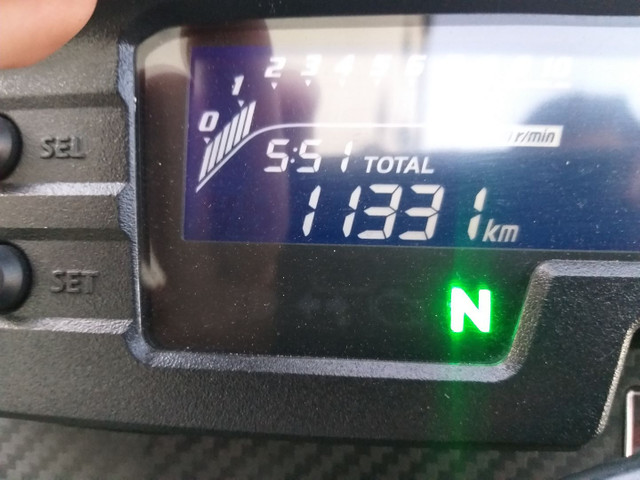 0 1 2 3 4 5 6
r/min
SEL
5:51 TOTAL
11331 km
SET
N